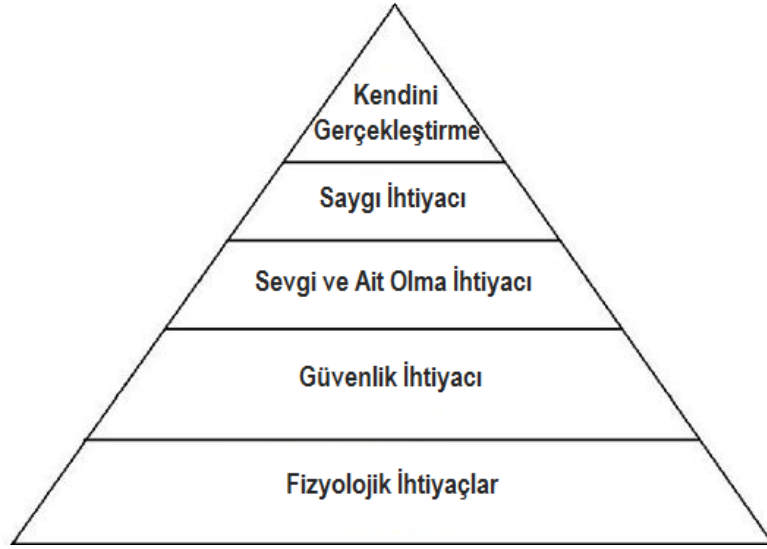 Kendini
Gerçekleştirme
Saygı İhtiyacı
Sevgi ve Ait Olma İhtiyacı
Güvenlik İhtiyacı
Fizyolojik İhtiyaçlar